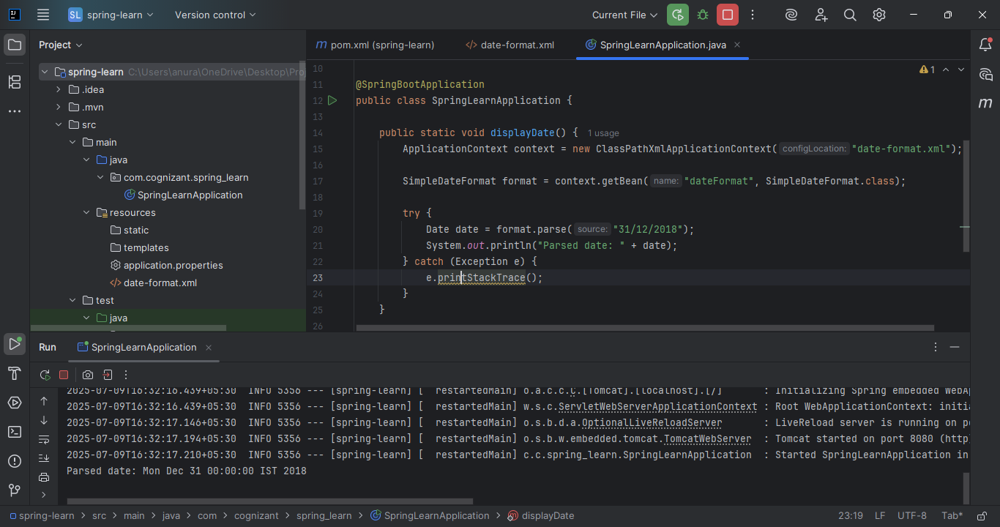 SL spring-learn Version control Current File
Project
spring-learn C:\Users\anura\OneDrive\Desktop\Pro
.idea
.mvn
src
main
java
com.cognizant.spring_learn
SpringLearnApplication
resources
static
templates
application.properties
date-format.xml
test
java
m pom.xml (spring-learn) </> date-format.xml SpringLearnApplication.java
1
10
11 @SpringBootApplication
12 public class SpringLearnApplication {
13
14 public static void displayDate() { 1 usage
15 ApplicationContext context = new ClassPathXmlApplicationContext( configLocation: "date-format.xml");
16
17 SimpleDateFormat format = context.getBean( name: "dateFormat", SimpleDateFormat.class);
18
19 try {
20 Date date = format.parse( source: "31/12/2018");
21 System.out.println("Parsed date: " + date);
22 } catch (Exception e) {
23 e.printStackTrace();
24 }
25 }
26
m
Run SpringLearnApplication
2025-07-09T16:32:16.439+05:30 INFO 5356 --- [spring-learn] [ restartedMain] o.a.c.c.C.[Tomcat].[localhost].[/] : Initializing Spring embedded WebAp
2025-07-09T16:32:16.439+05:30 INFO 5356 --- [spring-learn] [ restartedMain] w.s.c.ServletWebServerApplicationContext : Root WebApplicationContext: initia
2025-07-09T16:32:17.146+05:30 INFO 5356 --- [spring-learn] [ restartedMain] o.s.b.d.a.OptionalLiveReloadServer : LiveReload server is running on po
2025-07-09T16:32:17.194+05:30 INFO 5356 --- [spring-learn] [ restartedMain] o.s.b.w.embedded.tomcat.TomcatWebServer : Tomcat started on port 8080 (http)
2025-07-09T16:32:17.210+05:30 INFO 5356 --- [spring-learn] [ restartedMain] c.c.spring_learn.SpringLearnApplication : Started SpringLearnApplication in
Parsed date: Mon Dec 31 00:00:00 IST 2018
spring-learn > src > main > java > com > cognizant > spring_learn > SpringLearnApplication > displayDate 23:19 LF UTF-8 Tab*